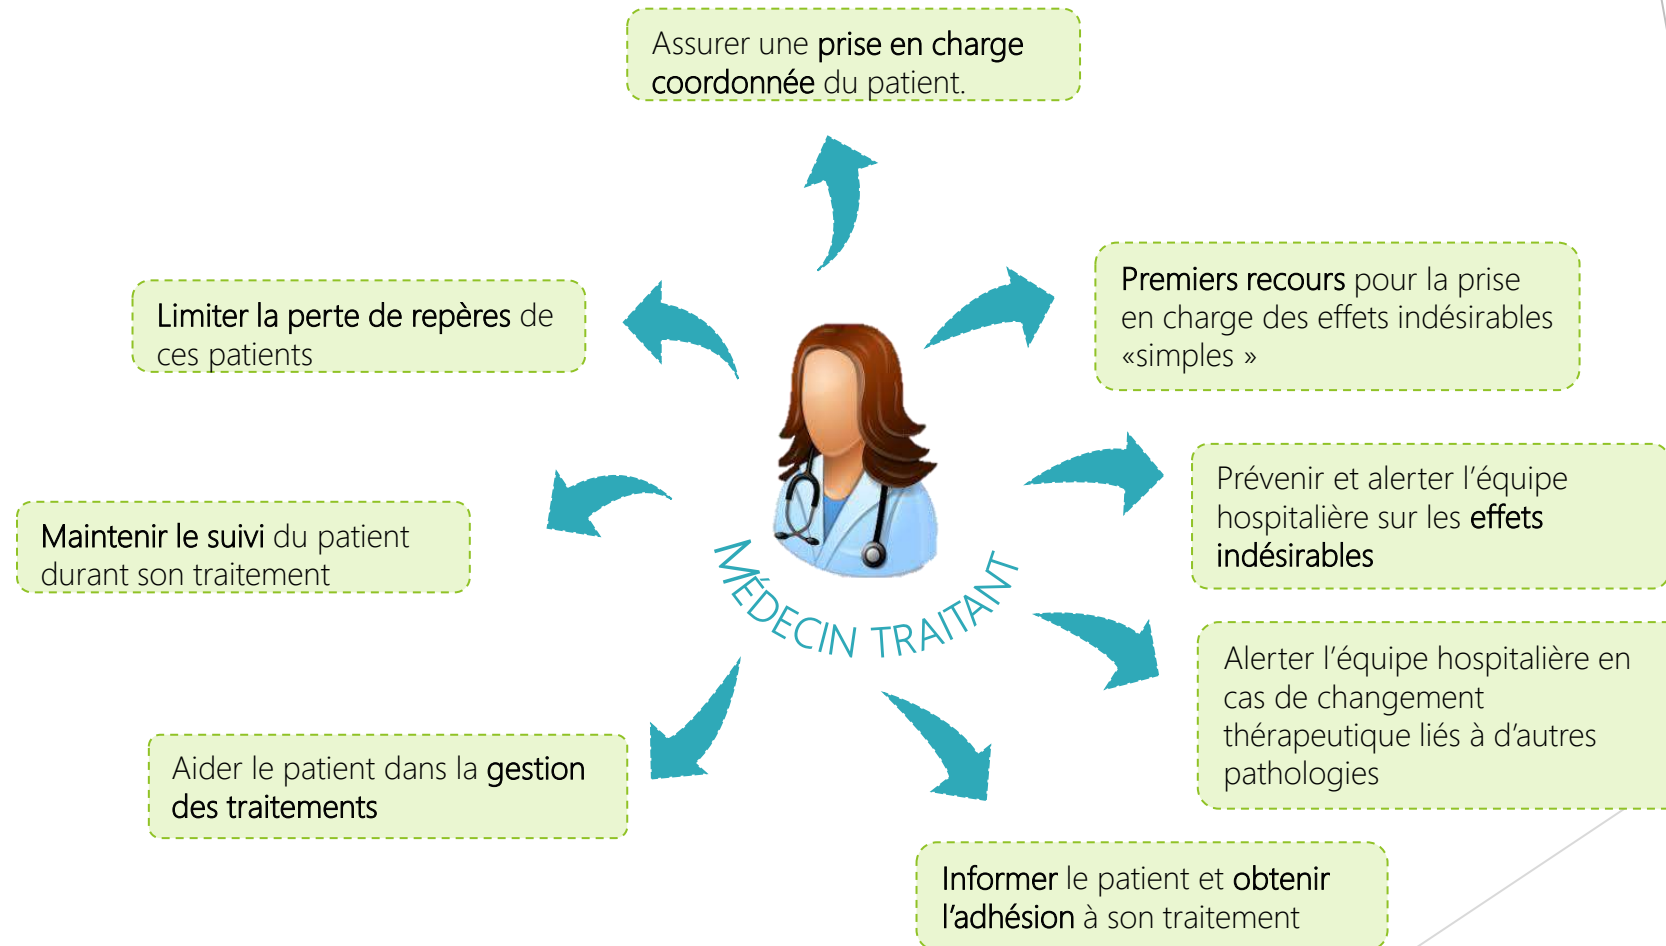 Assurer une prise en charge
coordonnée du patient.
Limiter la perte de repères de
ces patients
Premiers recours pour la prise
en charge des effets indésirables
«simples »
Maintenir le suivi du patient
durant son traitement
Prévenir et alerter l’équipe
hospitalière sur les effets
indésirables
MÉDECIN TRAITANT
Alerter l’équipe hospitalière en
cas de changement
thérapeutique liés à d’autres
pathologies
Aider le patient dans la gestion
des traitements
Informer le patient et obtenir
l’adhésion à son traitement